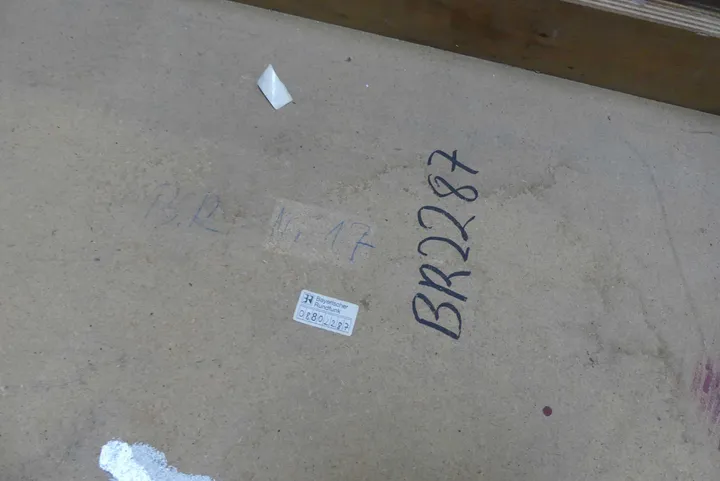 B.R Nr 17
BR2287
Bayerischer
Rundfunk